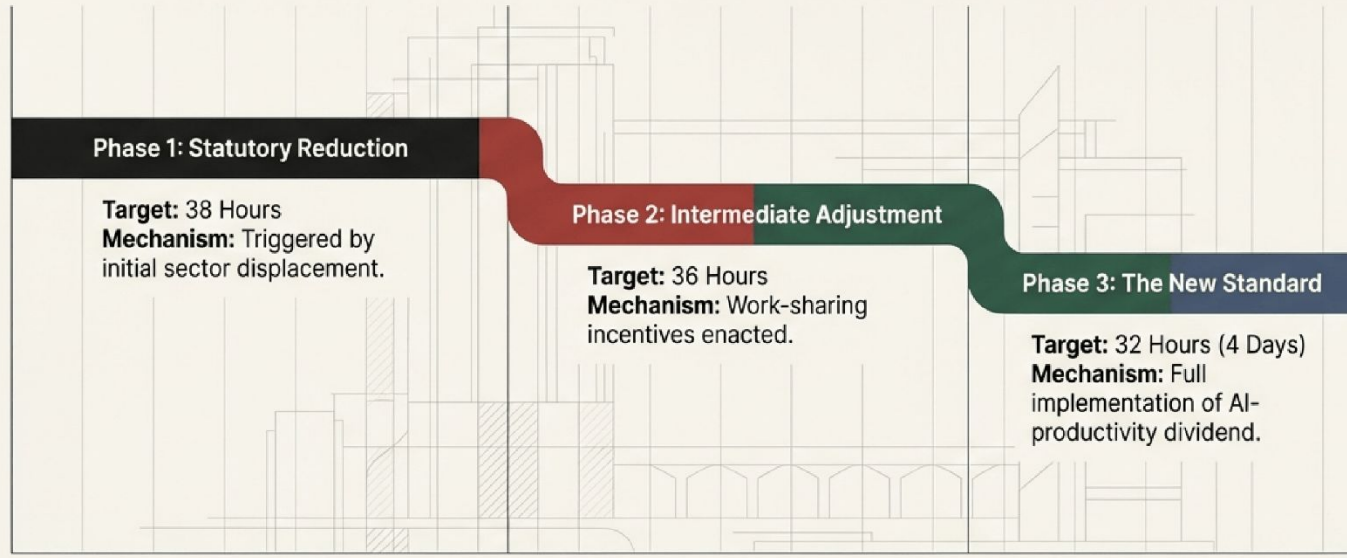 Phase 1: Statutory Reduction
Target: 38 Hours
Mechanism: Triggered by
initial sector displacement.
Phase 2: Intermediate Adjustment
Target: 36 Hours
Mechanism: Work-sharing
incentives enacted.
Phase 3: The New Standard
Target: 32 Hours (4 Days)
Mechanism: Full
implementation of AI-
productivity dividend.